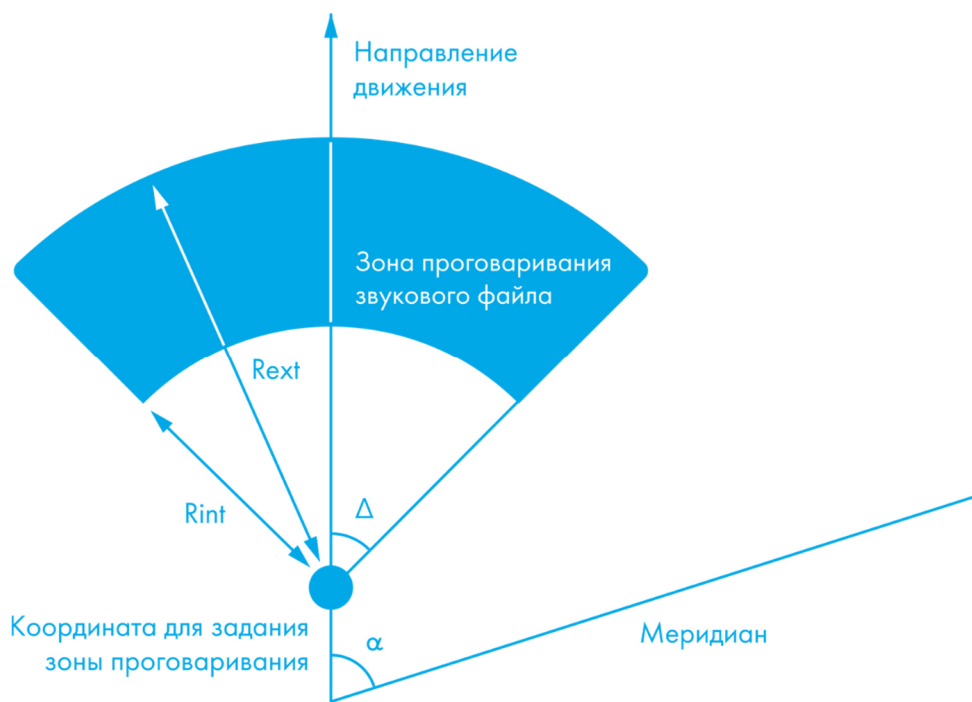 Направление
движения
Зона проговаривания
звукового файла
Rext
Rint
Δ
Координата для задания
зоны проговаривания
α
Меридиан